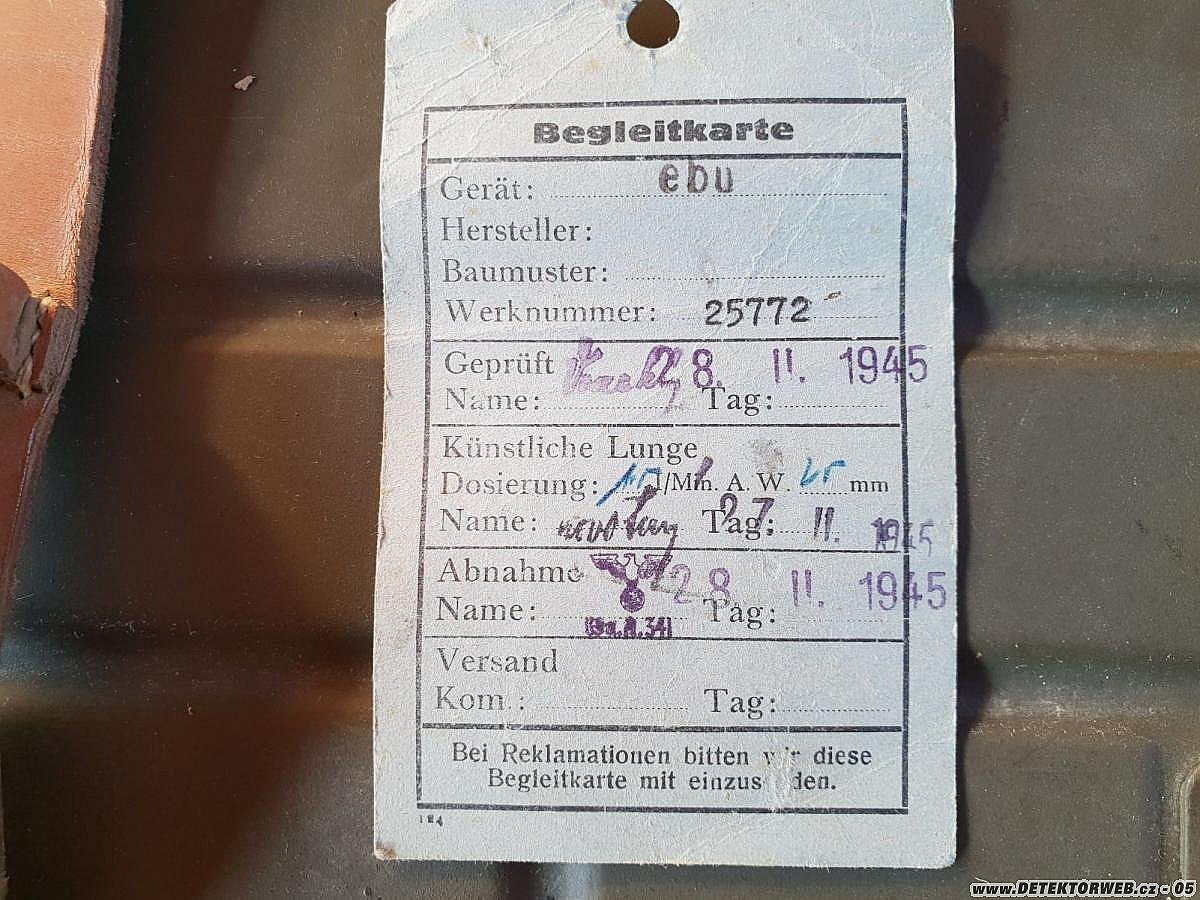 Begleitkarte
Gerät: ebu
Hersteller:
Baumuster:
Werknummer: 25772
Geprüft 28. II. 1945
Name: Tag:
Künstliche Lunge
Dosierung: l/Min. A. W. mm
Name: Tag: 27. II. 1945
Abnahme 28. II. 1945
Name: Tag:
Versand
Kom.: Tag:
Bei Reklamationen bitten wir diese
Begleitkarte mit
www.DETEKTORWEB.cz - 05